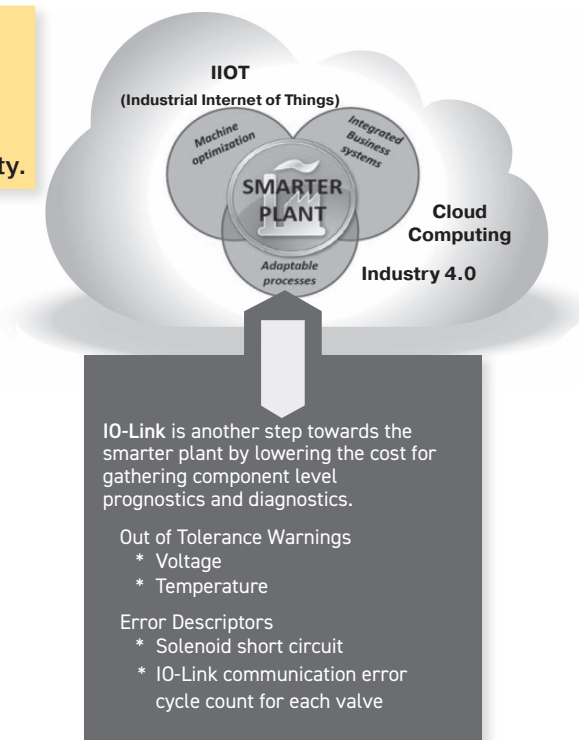 ty.
IIOT
(Industrial Internet of Things)
Machine
optimization
Integrated
Business
systems
SMARTER
PLANT
Cloud
Computing
Adaptable
processes
Industry 4.0
IO-Link is another step towards the
smarter plant by lowering the cost for
gathering component level
prognostics and diagnostics.
Out of Tolerance Warnings
* Voltage
* Temperature
Error Descriptors
* Solenoid short circuit
* IO-Link communication error
cycle count for each valve